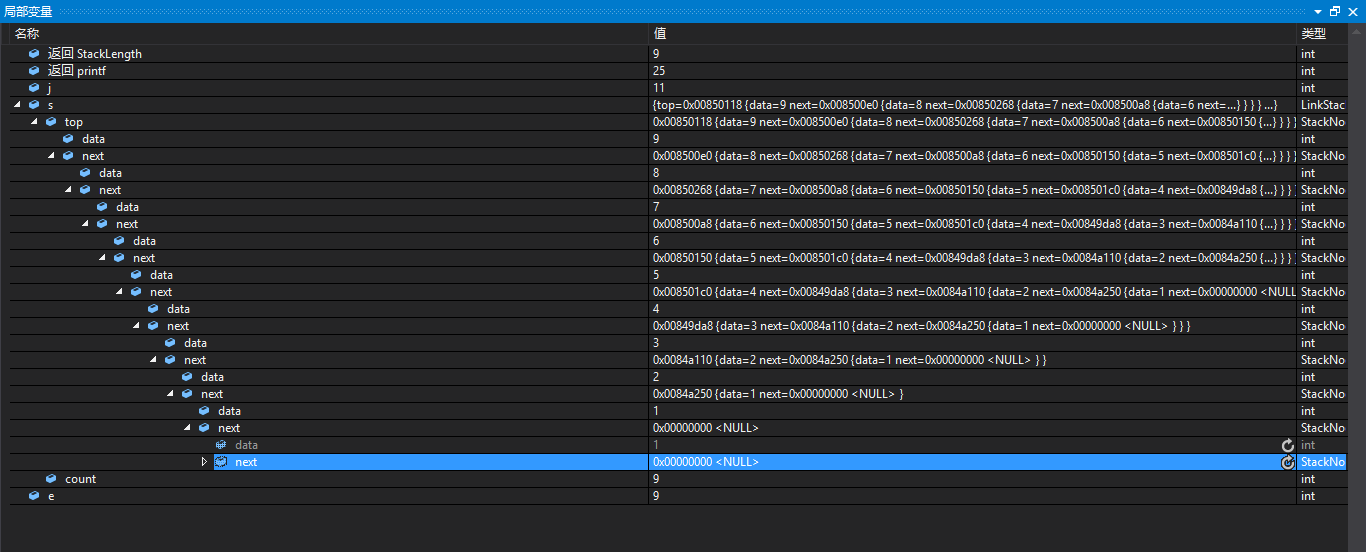 局部变量
名称 值 类型
返回 StackLength 9 int
返回 printf 25 int
j 11 int
s {top=0x00850118 {data=9 next=0x008500e0 {data=8 next=0x00850268 {data=7 next=0x008500a8 {data=6 next=...} } } } ...} LinkStac
top 0x00850118 {data=9 next=0x008500e0 {data=8 next=0x00850268 {data=7 next=0x008500a8 {data=6 next=0x00850150 {...} } } } } StackNo
data 9 int
next 0x008500e0 {data=8 next=0x00850268 {data=7 next=0x008500a8 {data=6 next=0x00850150 {data=5 next=0x008501c0 {...} } } } } StackNo
data 8 int
next 0x00850268 {data=7 next=0x008500a8 {data=6 next=0x00850150 {data=5 next=0x008501c0 {data=4 next=0x00849da8 {...} } } } StackNo
data 7 int
next 0x008500a8 {data=6 next=0x00850150 {data=5 next=0x008501c0 {data=4 next=0x00849da8 {data=3 next=0x0084a110 {...} } } } StackNo
data 6 int
next 0x00850150 {data=5 next=0x008501c0 {data=4 next=0x00849da8 {data=3 next=0x0084a110 {data=2 next=0x0084a250 {...} } } } StackNo
data 5 int
next 0x008501c0 {data=4 next=0x00849da8 {data=3 next=0x0084a110 {data=2 next=0x0084a250 {data=1 next=0x00000000 <NULL StackNo
data 4 int
next 0x00849da8 {data=3 next=0x0084a110 {data=2 next=0x0084a250 {data=1 next=0x00000000 <NULL> } } } StackNo
data 3 int
next 0x0084a110 {data=2 next=0x0084a250 {data=1 next=0x00000000 <NULL> } } StackNo
data 2 int
next 0x0084a250 {data=1 next=0x00000000 <NULL> } StackNo
data 1 int
next 0x00000000 <NULL> StackNo
data 1 int
next 0x00000000 <NULL> StackNo
count 9 int
e 9 int